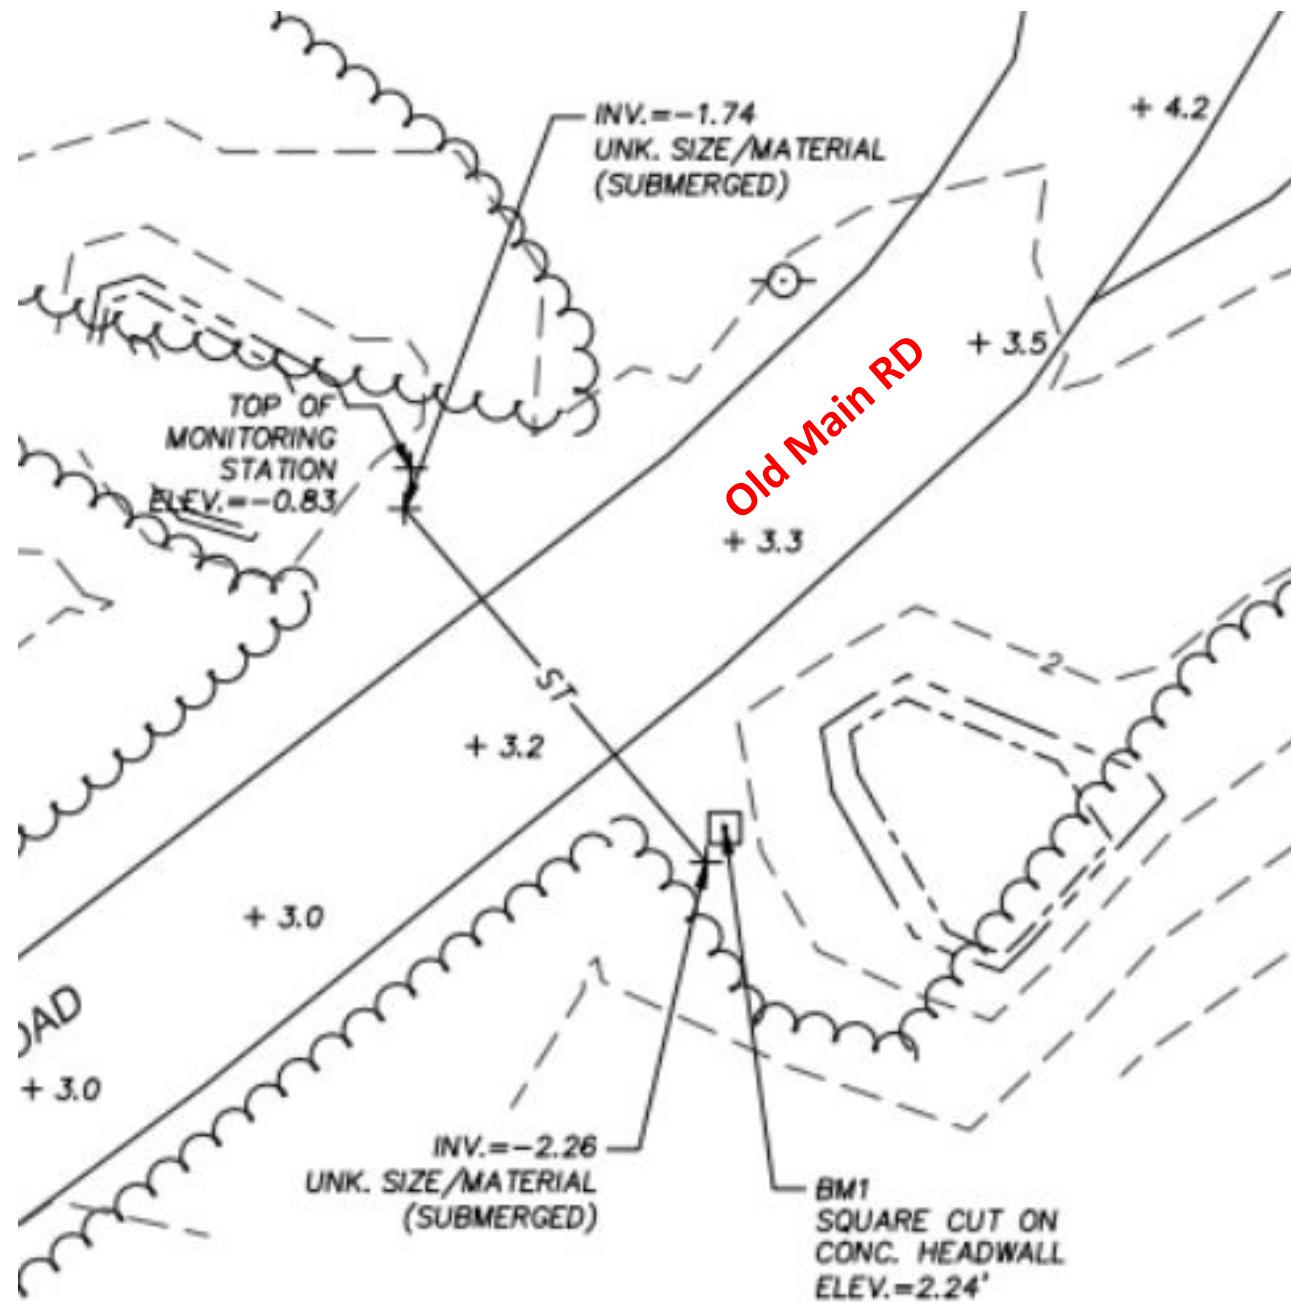 INV.=-1.74
UNK. SIZE/MATERIAL
(SUBMERGED)
+ 4.2
+ 3.5
Old Main RD
TOP OF
MONITORING
STATION
ELEV.=-0.83
+ 3.3
ST
2
+ 3.2
+ 3.0
OAD
+ 3.0
INV.=-2.26
UNK. SIZE/MATERIAL
(SUBMERGED)
BM1
SQUARE CUT ON
CONC. HEADWALL
ELEV.=2.24'